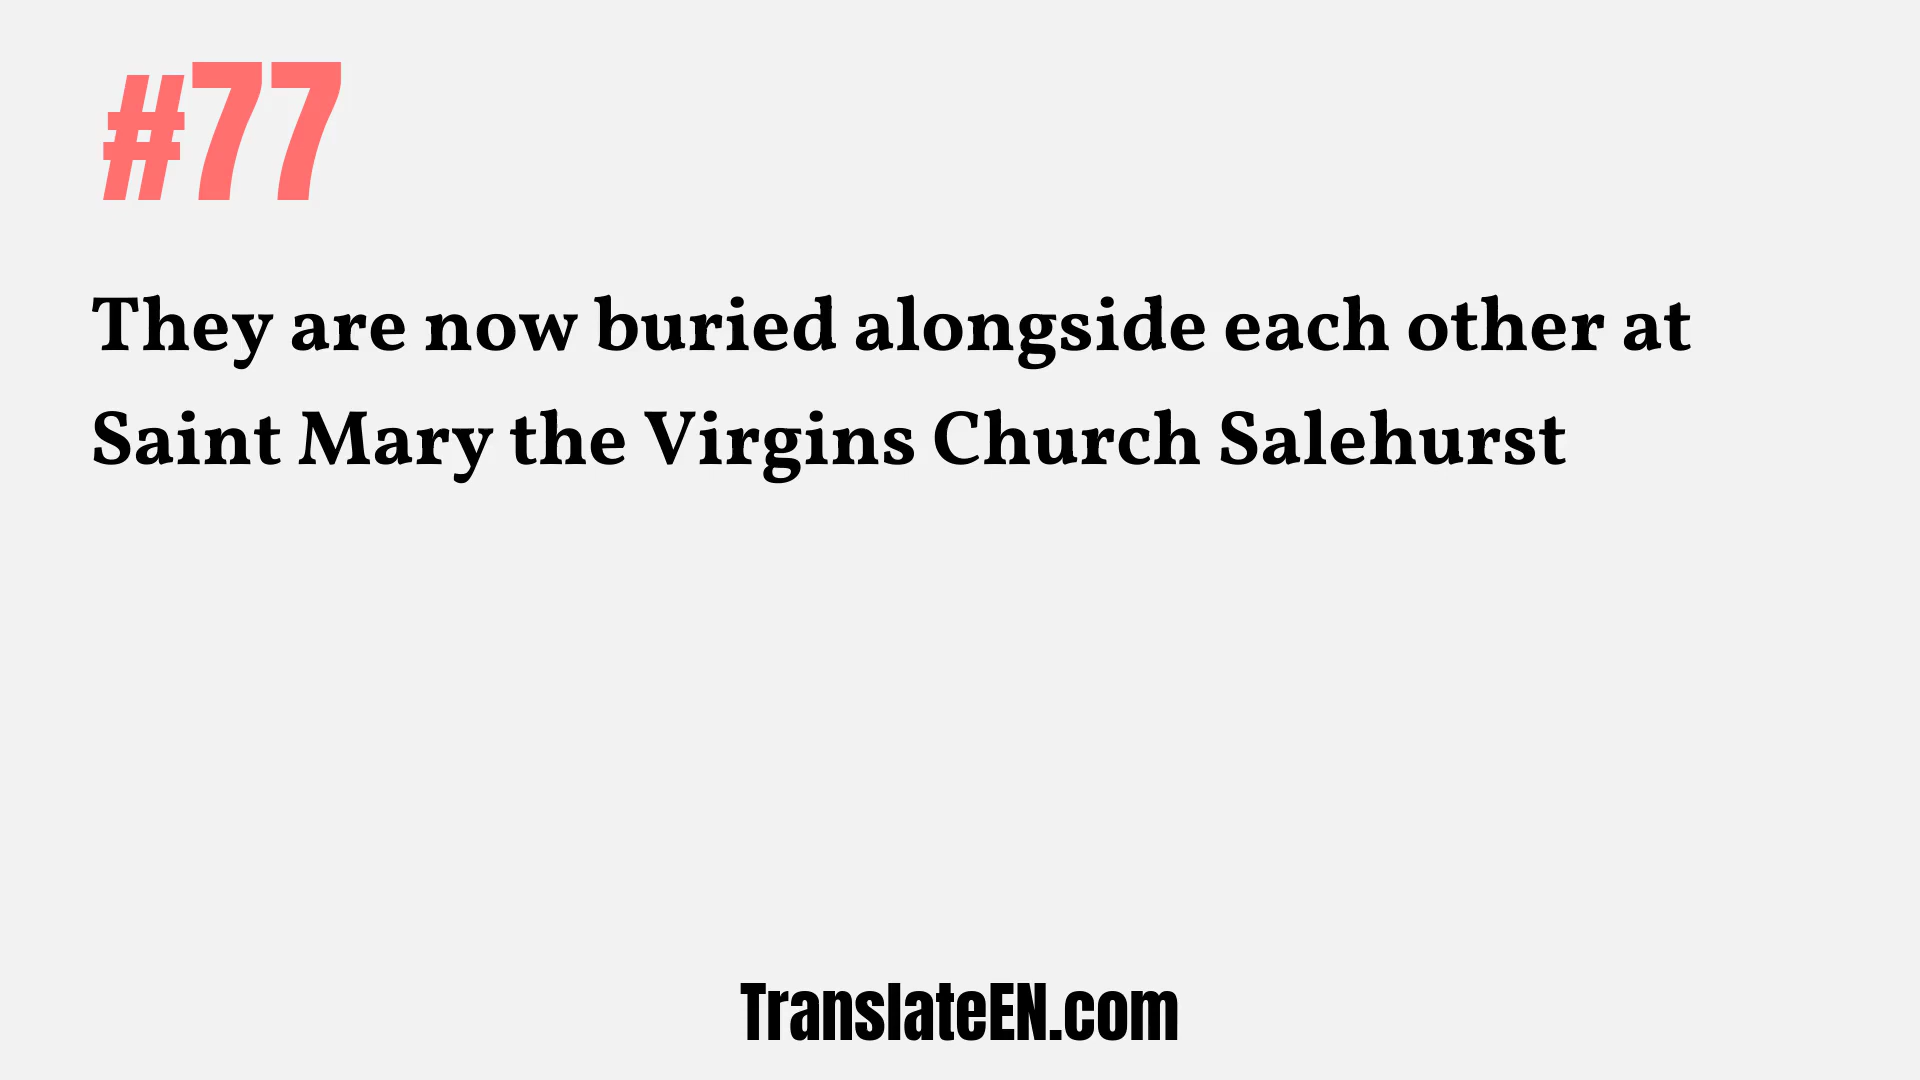 #77
They are now buried alongside each other at
Saint Mary the Virgins Church Salehurst
TranslateEN.com